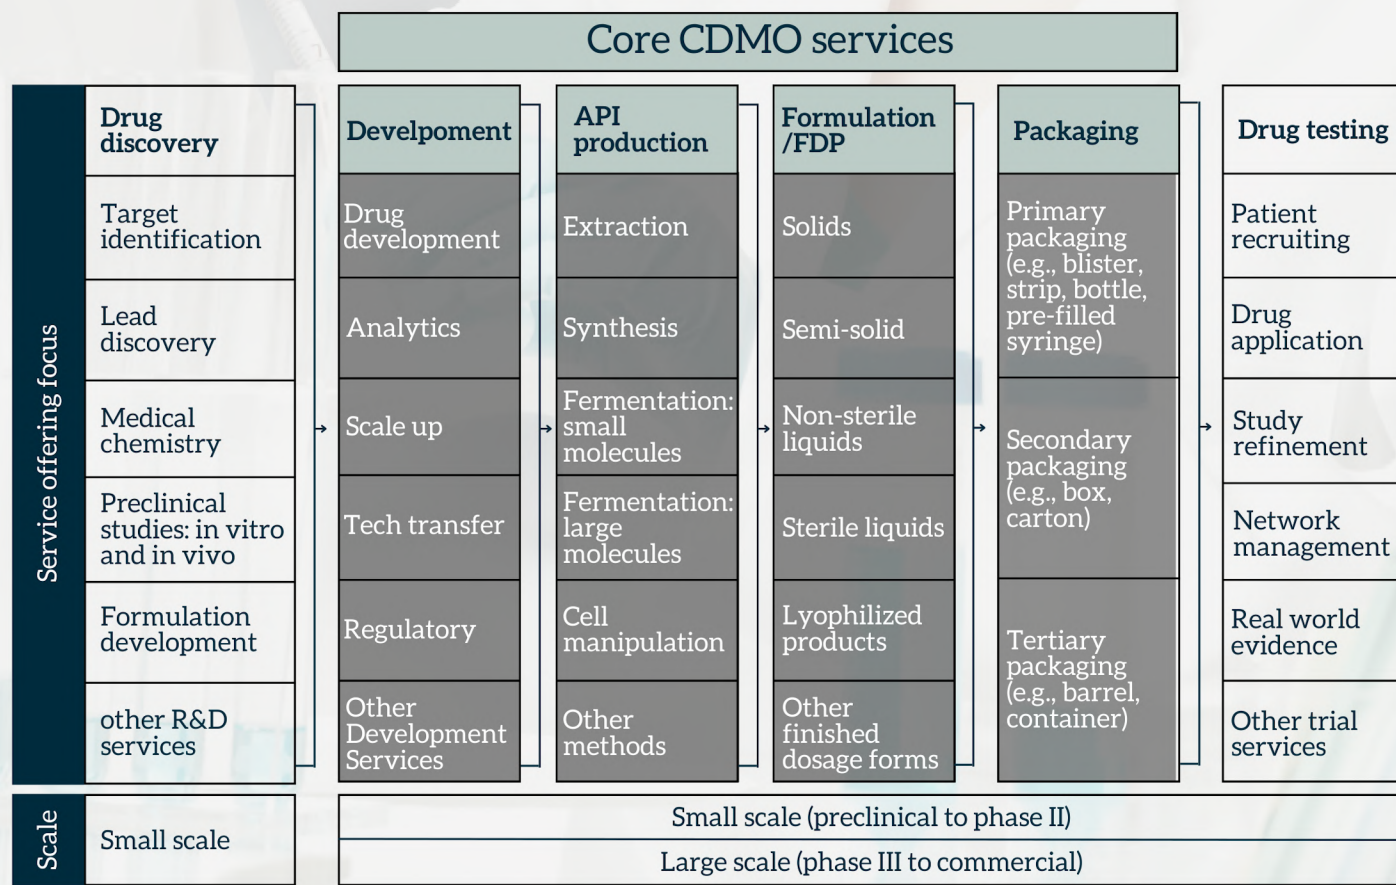 Core CDMO services
Service offering focus
Drug
discovery
Target
identification
Lead
discovery
Medical
chemistry
Preclinical
studies: in vitro
and in vivo
Formulation
development
other R&D
services
Develpoment
Drug
development
Analytics
Scale up
Tech transfer
Regulatory
Other
Development
Services
API
production
Extraction
Synthesis
Fermentation:
small
molecules
Fermentation:
large
molecules
Cell
manipulation
Other
methods
Formulation
/FDP
Solids
Semi-solid
Non-sterile
liquids
Sterile liquids
Lyophilized
products
Other
finished
dosage forms
Packaging
Primary
packaging
(e.g., blister,
strip, bottle,
pre-filled
syringe)
Secondary
packaging
(e.g., box,
carton)
Tertiary
packaging
(e.g., barrel,
container)
Drug testing
Patient
recruiting
Drug
application
Study
refinement
Network
management
Real world
evidence
Other trial
services
Scale
Small scale
Small scale (preclinical to phase II)
Large scale (phase III to commercial)